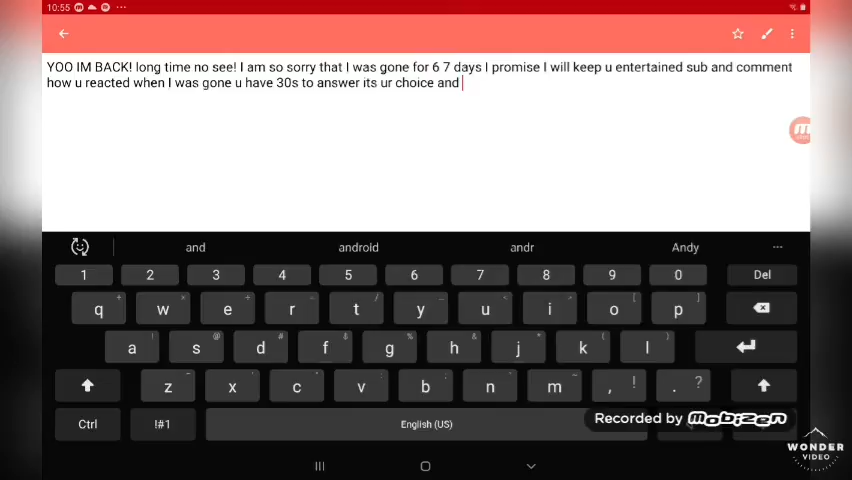 10:55
YOO IM BACK! long time no see! I am so sorry that I was gone for 6 7 days I promise I will keep u entertained sub and comment
how u reacted when I was gone u have 30s to answer its ur choice and
and android andr Andy
1 2 3 4 5 6 7 8 9 0 Del
q w e r t y u i o p
a s d f g h j k l
z x c v b n m , ! . ?
Ctrl !#1 English (US)
Recorded by mobizen
WONDER
VIDEO